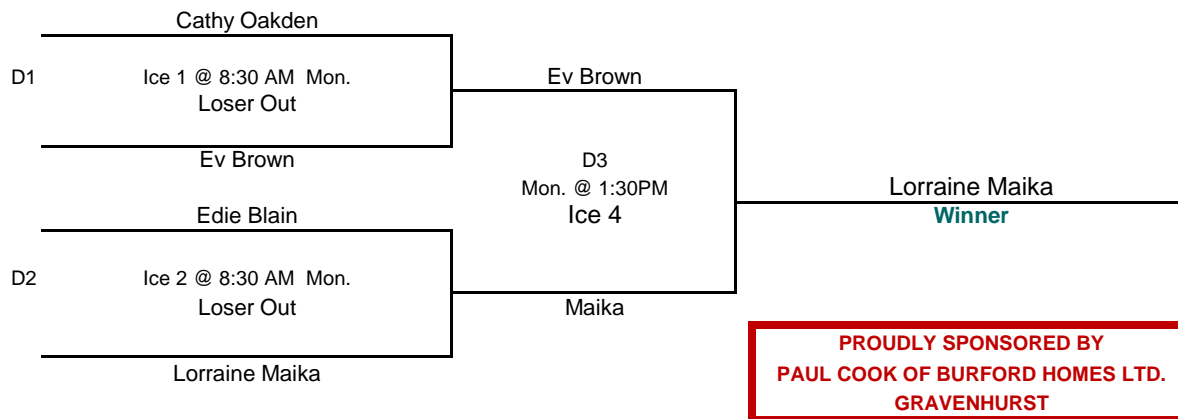 Cathy Oakden
D1
Ice 1 @ 8:30 AM Mon.
Loser Out
Ev Brown
Ev Brown
D3
Mon. @ 1:30PM
Ice 4
Lorraine Maika
Winner
Edie Blain
D2
Ice 2 @ 8:30 AM Mon.
Loser Out
Maika
Lorraine Maika
PROUDLY SPONSORED BY
PAUL COOK OF BURFORD HOMES LTD.
GRAVENHURST